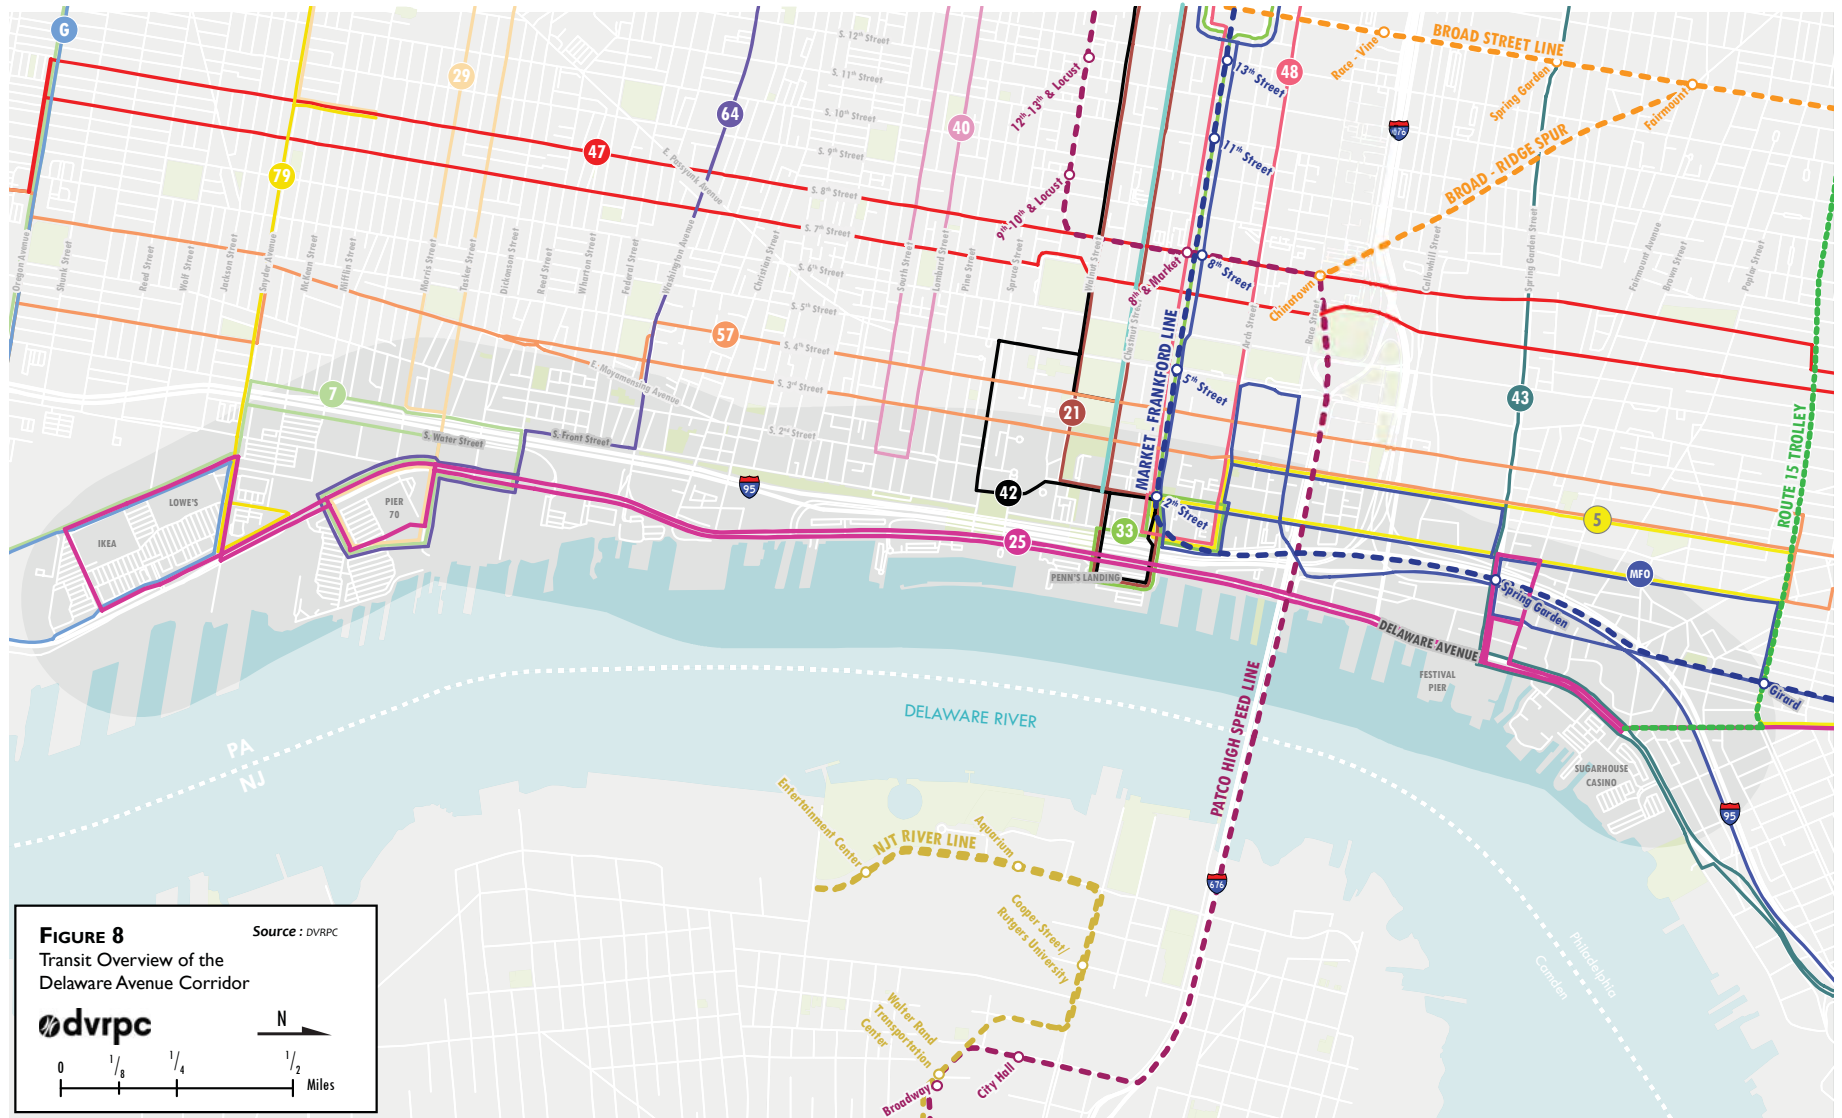 G
29
64
79
47
40
48
57
7
21
42
33
25
43
5
MFO
95
95
676
676
S. 12th Street
S. 11th Street
S. 10th Street
S. 9th Street
S. 8th Street
S. 7th Street
S. 6th Street
S. 5th Street
S. 4th Street
S. 3rd Street
S. 2nd Street
E. Passyunk Avenue
E. Moyamensing Avenue
S. Water Street
S. Front Street
Oregon Avenue
Shunk Street
Reed Street
Wolf Street
Jackson Street
Snyder Avenue
McKean Street
Mifflin Street
Morris Street
Tasker Street
Dickonson Street
Reed Street
Wharton Street
Federal Street
Washington Avenue
Christian Street
South Street
Lombard Street
Pine Street
Spruce Street
Walnut Street
Chestnut Street
Arch Street
Race Street
Callowhill Street
Spring Garden Street
Fairmount Avenue
Brown Street
Poplar Street
12th-13th & Locust
9th-10th & Locust
8th & Market
13th Street
11th Street
8th Street
5th Street
2th Street
Spring Garden
Girard
MARKET - FRANKFORD LINE
Race - Vine
BROAD STREET LINE
Spring Garden
Fairmount
BROAD - RIDGE SPUR
Chinatown
ROUTE 15 TROLLEY
LOWE'S
IKEA
PIER
70
PENN'S LANDING
DELAWARE AVENUE
FESTIVAL
PIER
SUGARHOUSE
CASINO
PATCO HIGH SPEED LINE
DELAWARE RIVER
PA
NJ
Philadelphia
Camden
NJT RIVER LINE
Entertainment Center
Aquarium
Cooper Street/
Rutgers University
Walter Rand
Transportation
Center
Broadway
City Hall
FIGURE 8
Source : DVRPC
Transit Overview of the
Delaware Avenue Corridor
dvrpc
N
0
1/8
1/4
1/2
Miles